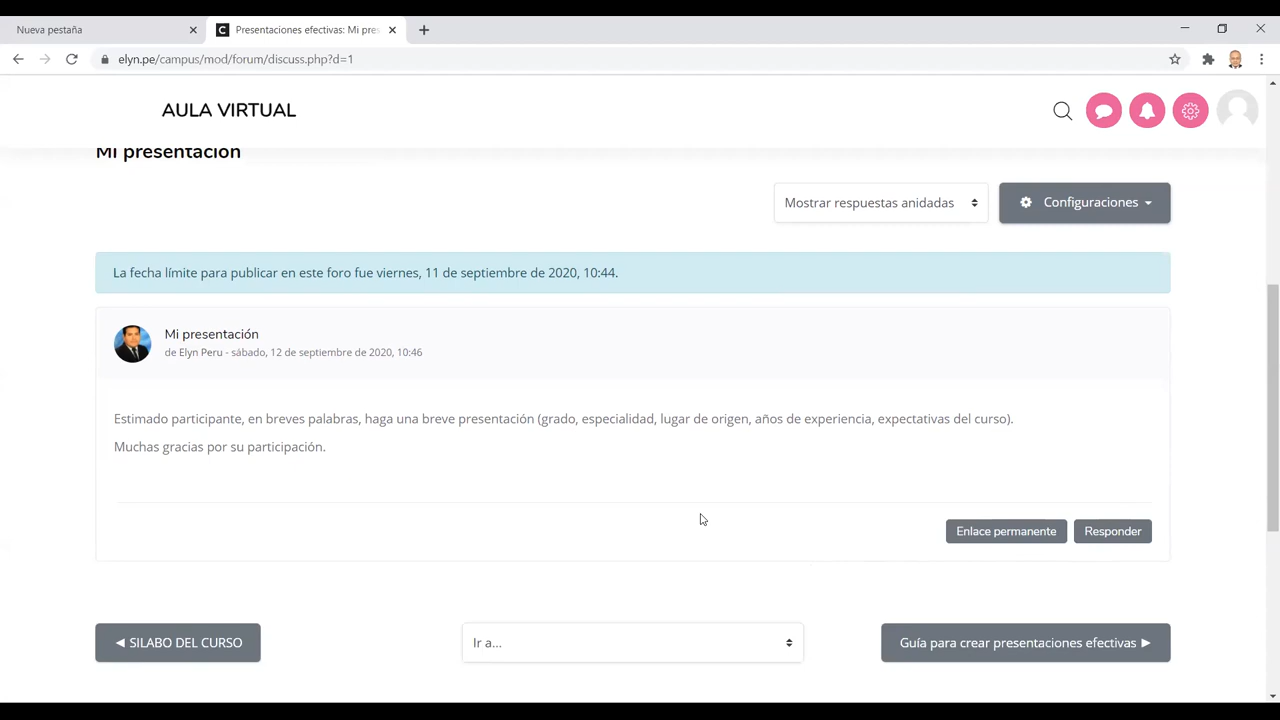 Nueva pestaña
Presentaciones efectivas: Mi pres
elyn.pe/campus/mod/forum/discuss.php?d=1
AULA VIRTUAL
Mi presentación
Mostrar respuestas anidadas
Configuraciones
La fecha límite para publicar en este foro fue viernes, 11 de septiembre de 2020, 10:44.
Mi presentación
de Elyn Peru - sábado, 12 de septiembre de 2020, 10:46
Estimado participante, en breves palabras, haga una breve presentación (grado, especialidad, lugar de origen, años de experiencia, expectativas del curso).
Muchas gracias por su participación.
Enlace permanente
Responder
◄ SILABO DEL CURSO
Ir a...
Guía para crear presentaciones efectivas ►